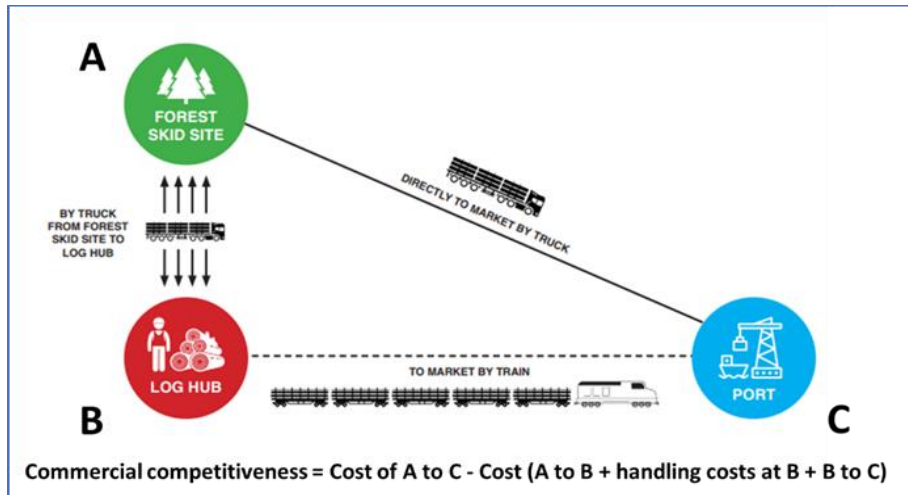 A
FOREST
SKID SITE
BY TRUCK
FROM FOREST
SKID SITE TO
LOG HUB
DIRECTLY TO MARKET BY TRUCK
LOG HUB
B
TO MARKET BY TRAIN
PORT
C
Commercial competitiveness = Cost of A to C - Cost (A to B + handling costs at B + B to C)